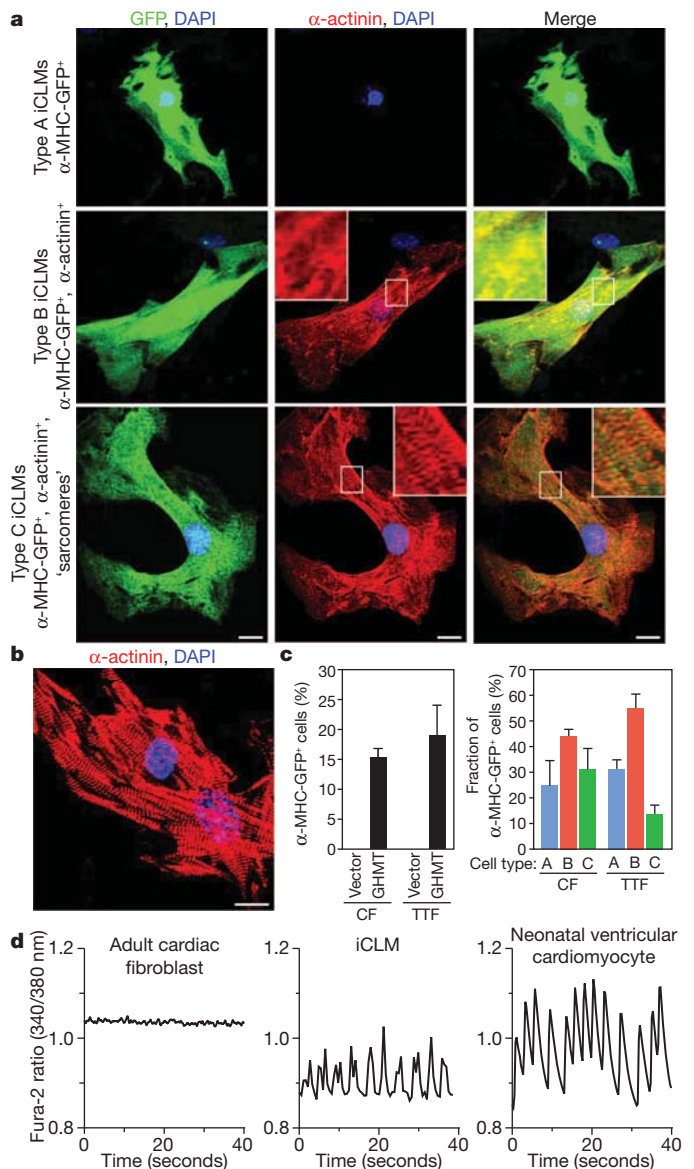 a
GFP, DAPI
α-actinin, DAPI
Merge
Type A iCLMs
α-MHC-GFP⁺
Type B iCLMs
α-MHC-GFP⁺, α-actinin⁺
Type C iCLMs
α-MHC-GFP⁺, α-actinin⁺,
‘sarcomeres’
b
α-actinin, DAPI
c
α-MHC-GFP⁺ cells (%)
30
25
20
15
10
5
0
Vector
GHMT
Vector
GHMT
CF
TTF
Fraction of
α-MHC-GFP⁺ cells (%)
70
60
50
40
30
20
10
0
Cell type: A B C A B C
CF
TTF
d
Fura-2 ratio (340/380 nm)
Adult cardiac
fibroblast
1.2
1.0
0.8
0 20 40
Time (seconds)
iCLM
1.2
1.0
0.8
0 20 40
Time (seconds)
Neonatal ventricular
cardiomyocyte
1.2
1.0
0.8
0 20 40
Time (seconds)